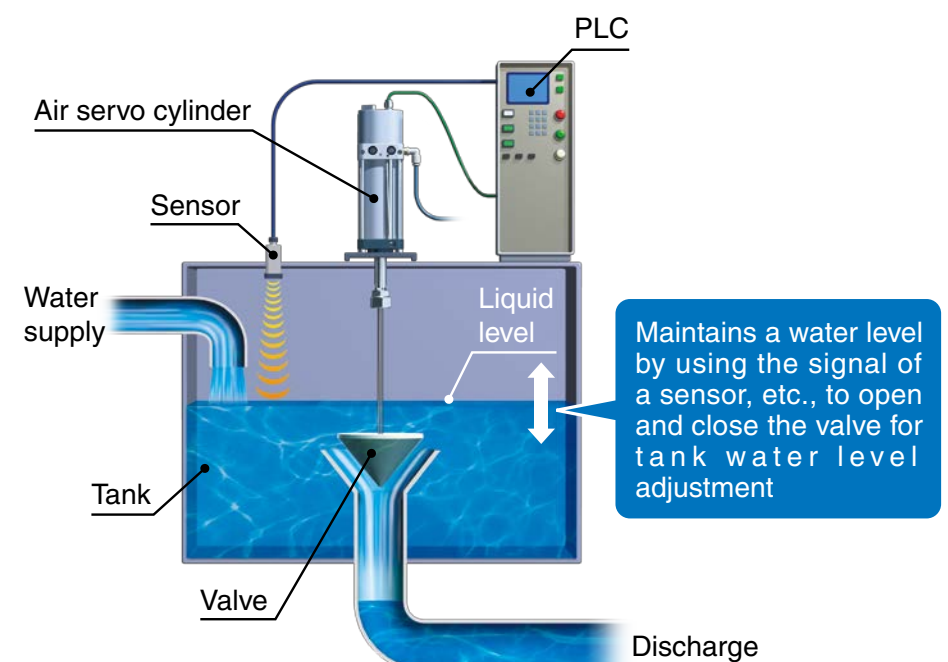 PLC
Air servo cylinder
Sensor
Water
supply
Liquid
level
Maintains a water level
by using the signal of
a sensor, etc., to open
and close the valve for
tank water level
adjustment
Tank
Valve
Discharge